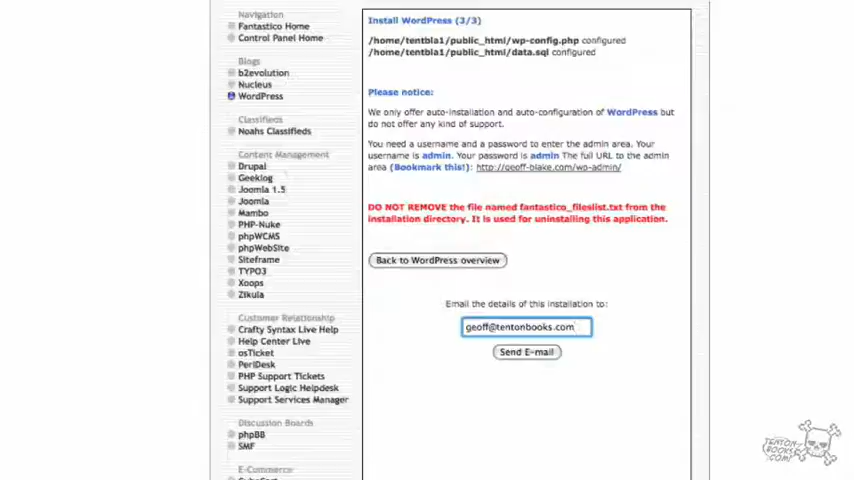 Navigation
Fantastico Home
Control Panel Home
Blogs
b2evolution
Nucleus
WordPress
Classifieds
Noahs Classifieds
Content Management
Drupal
Geeklog
Joomla 1.5
Joomla
Mambo
PHP-Nuke
phpWCMS
phpWebSite
Siteframe
TYPO3
Xoops
Zikula
Customer Relationship
Crafty Syntax Live Help
Help Center Live
osTicket
PerlDesk
PHP Support Tickets
Support Logic Helpdesk
Support Services Manager
Discussion Boards
phpBB
SMF
E-Commerce
Install WordPress (3/3)
/home/tentbla1/public_html/wp-config.php configured
/home/tentbla1/public_html/data.sql configured
Please notice:
We only offer auto-installation and auto-configuration of WordPress but
do not offer any kind of support.
You need a username and a password to enter the admin area. Your
username is admin. Your password is admin The full URL to the admin
area (Bookmark this!): http://geoff-blake.com/wp-admin/
DO NOT REMOVE the file named fantastico_fileslist.txt from the
installation directory. It is used for uninstalling this application.
Back to WordPress overview
Email the details of this installation to:
geoff@tentonbooks.com
Send E-mail
TENTON
BOOKS
.COM!